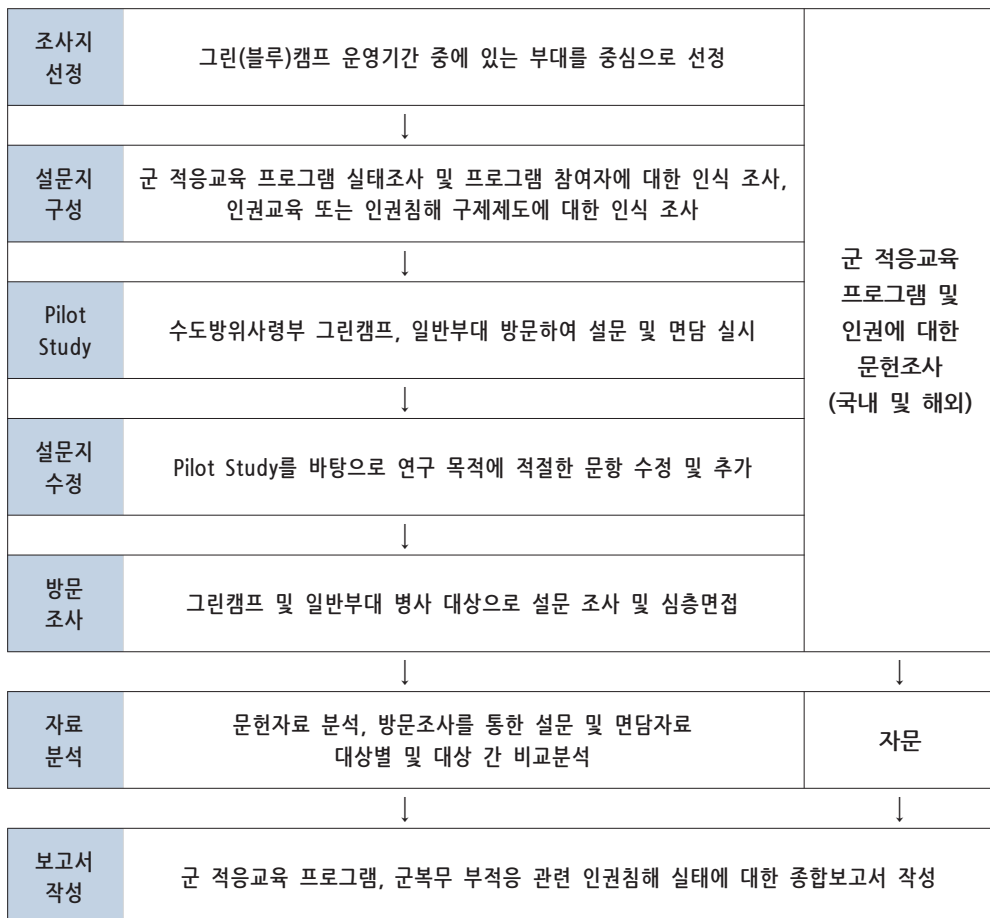 조사지
선정
그린(블루)캠프 운영기간 중에 있는 부대를 중심으로 선정
↓
설문지
구성
군 적응교육 프로그램 실태조사 및 프로그램 참여자에 대한 인식 조사,
인권교육 또는 인권침해 구제제도에 대한 인식 조사
↓
Pilot
Study
수도방위사령부 그린캠프, 일반부대 방문하여 설문 및 면담 실시
↓
설문지
수정
Pilot Study를 바탕으로 연구 목적에 적절한 문항 수정 및 추가
↓
방문
조사
그린캠프 및 일반부대 병사 대상으로 설문 조사 및 심층면접
군 적응교육
프로그램 및
인권에 대한
문헌조사
(국내 및 해외)
↓ ↓
자료
분석
문헌자료 분석, 방문조사를 통한 설문 및 면담자료
대상별 및 대상 간 비교분석
자문
↓ ↓
보고서
작성
군 적응교육 프로그램, 군복무 부적응 관련 인권침해 실태에 대한 종합보고서 작성